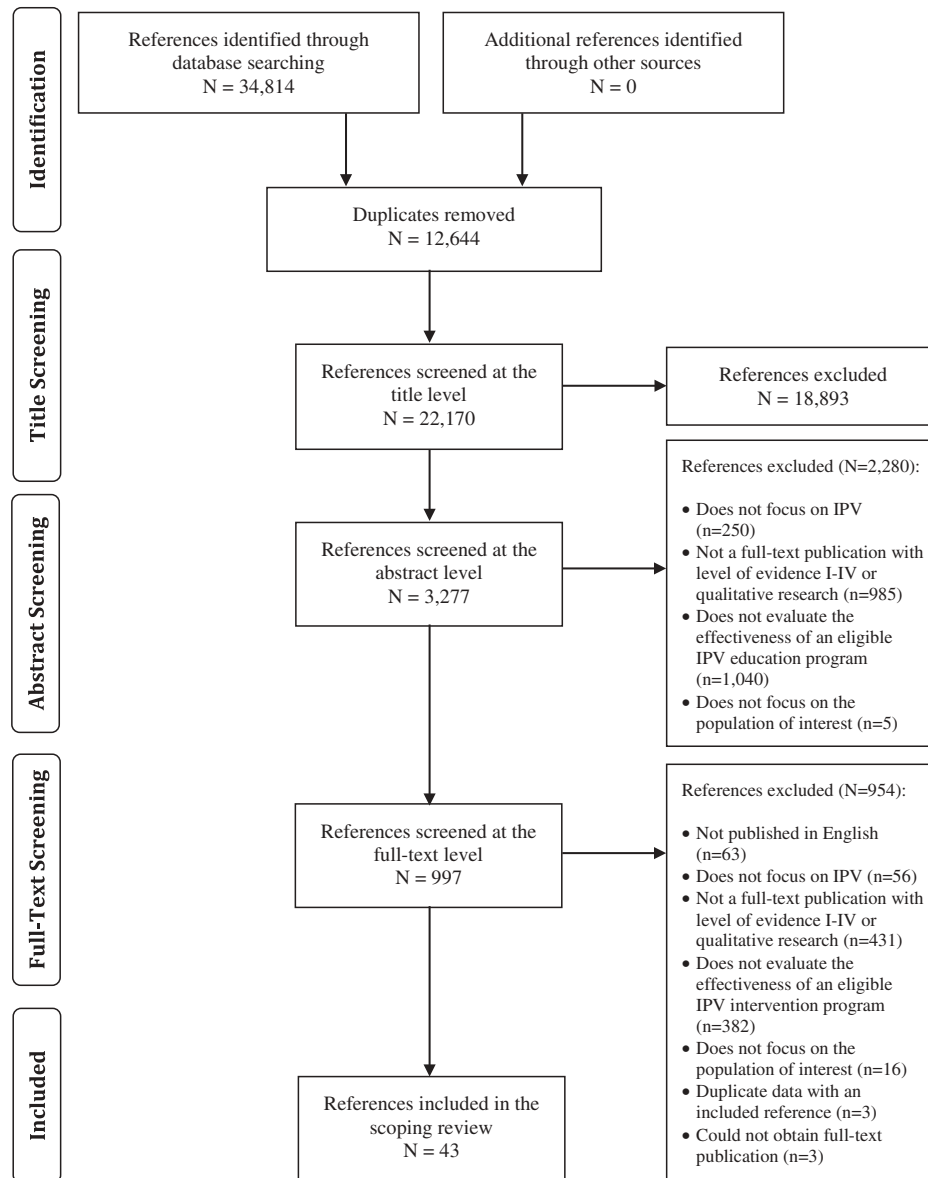 Identification
References identified through
database searching
N = 34,814
Additional references identified
through other sources
N = 0
Duplicates removed
N = 12,644
Title Screening
References screened at the
title level
N = 22,170
References excluded
N = 18,893
Abstract Screening
References screened at the
abstract level
N = 3,277
References excluded (N=2,280):
• Does not focus on IPV
(n=250)
• Not a full-text publication with
level of evidence I-IV or
qualitative research (n=985)
• Does not evaluate the
effectiveness of an eligible
IPV education program
(n=1,040)
• Does not focus on the
population of interest (n=5)
Full-Text Screening
References screened at the
full-text level
N = 997
References excluded (N=954):
• Not published in English
(n=63)
• Does not focus on IPV (n=56)
• Not a full-text publication with
level of evidence I-IV or
qualitative research (n=431)
• Does not evaluate the
effectiveness of an eligible
IPV intervention program
(n=382)
• Does not focus on the
population of interest (n=16)
• Duplicate data with an
included reference (n=3)
• Could not obtain full-text
publication (n=3)
Included
References included in the
scoping review
N = 43